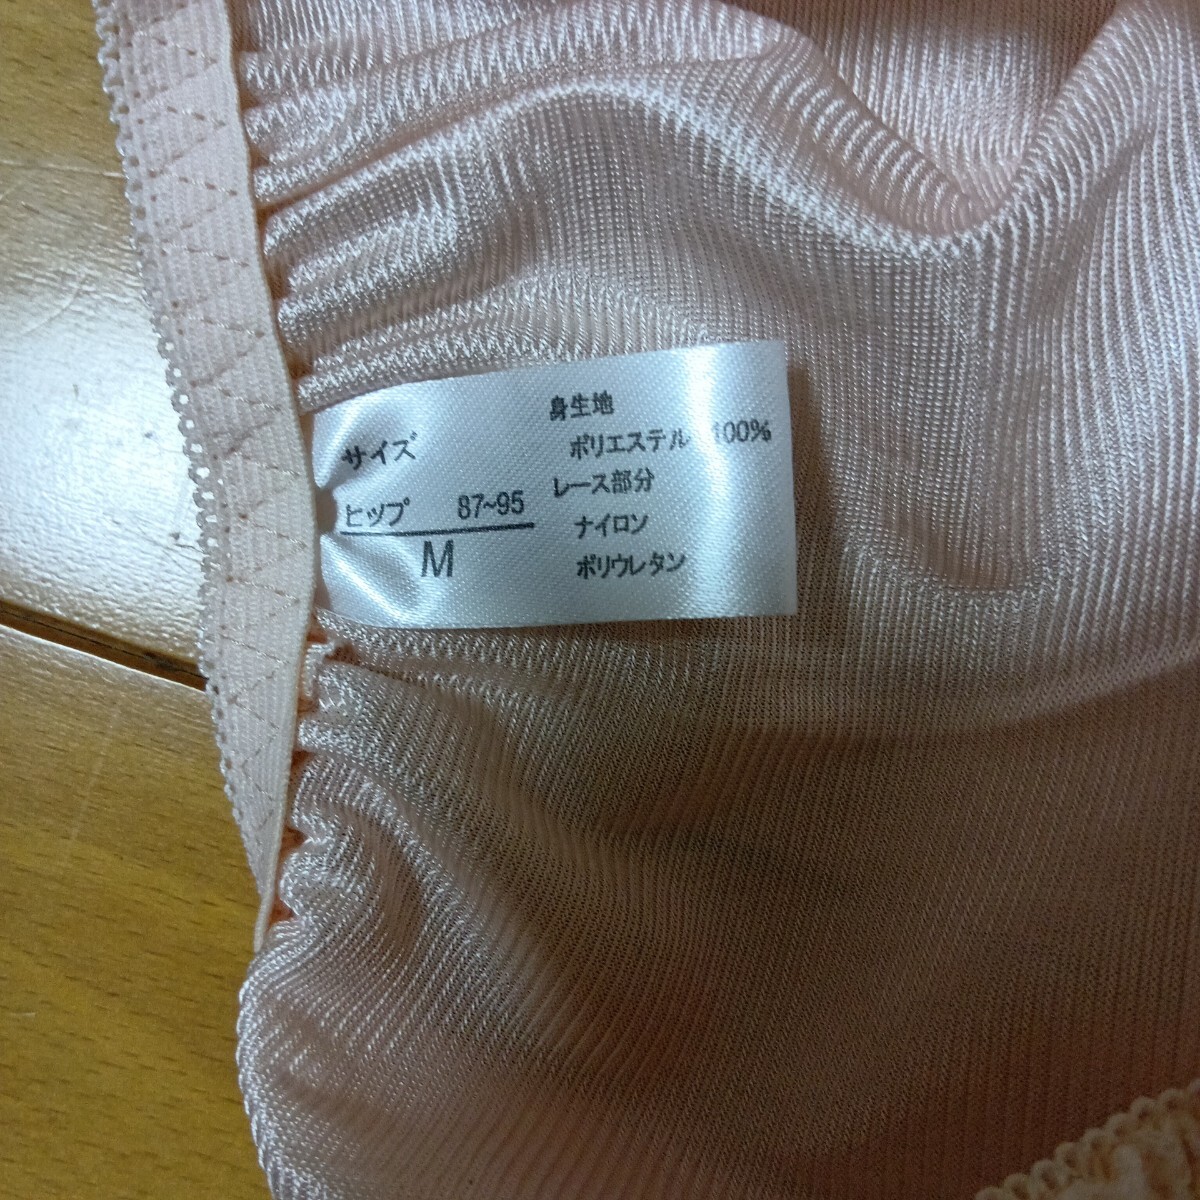 サイズ
ヒップ 87~95
M
身生地
ポリエステル 100%
レース部分
ナイロン
ポリウレタン